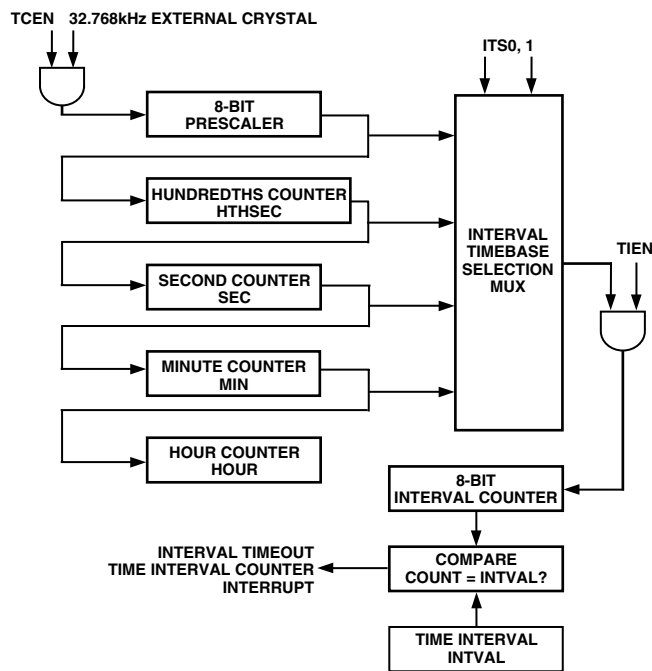 TCEN 32.768kHz EXTERNAL CRYSTAL
ITS0, 1
8-BIT
PRESCALER
HUNDREDTHS COUNTER
HTHSEC
INTERVAL
TIMEBASE
SELECTION
MUX
TIEN
SECOND COUNTER
SEC
MINUTE COUNTER
MIN
HOUR COUNTER
HOUR
8-BIT
INTERVAL COUNTER
INTERVAL TIMEOUT
TIME INTERVAL COUNTER
INTERRUPT
COMPARE
COUNT = INTVAL?
TIME INTERVAL
INTVAL